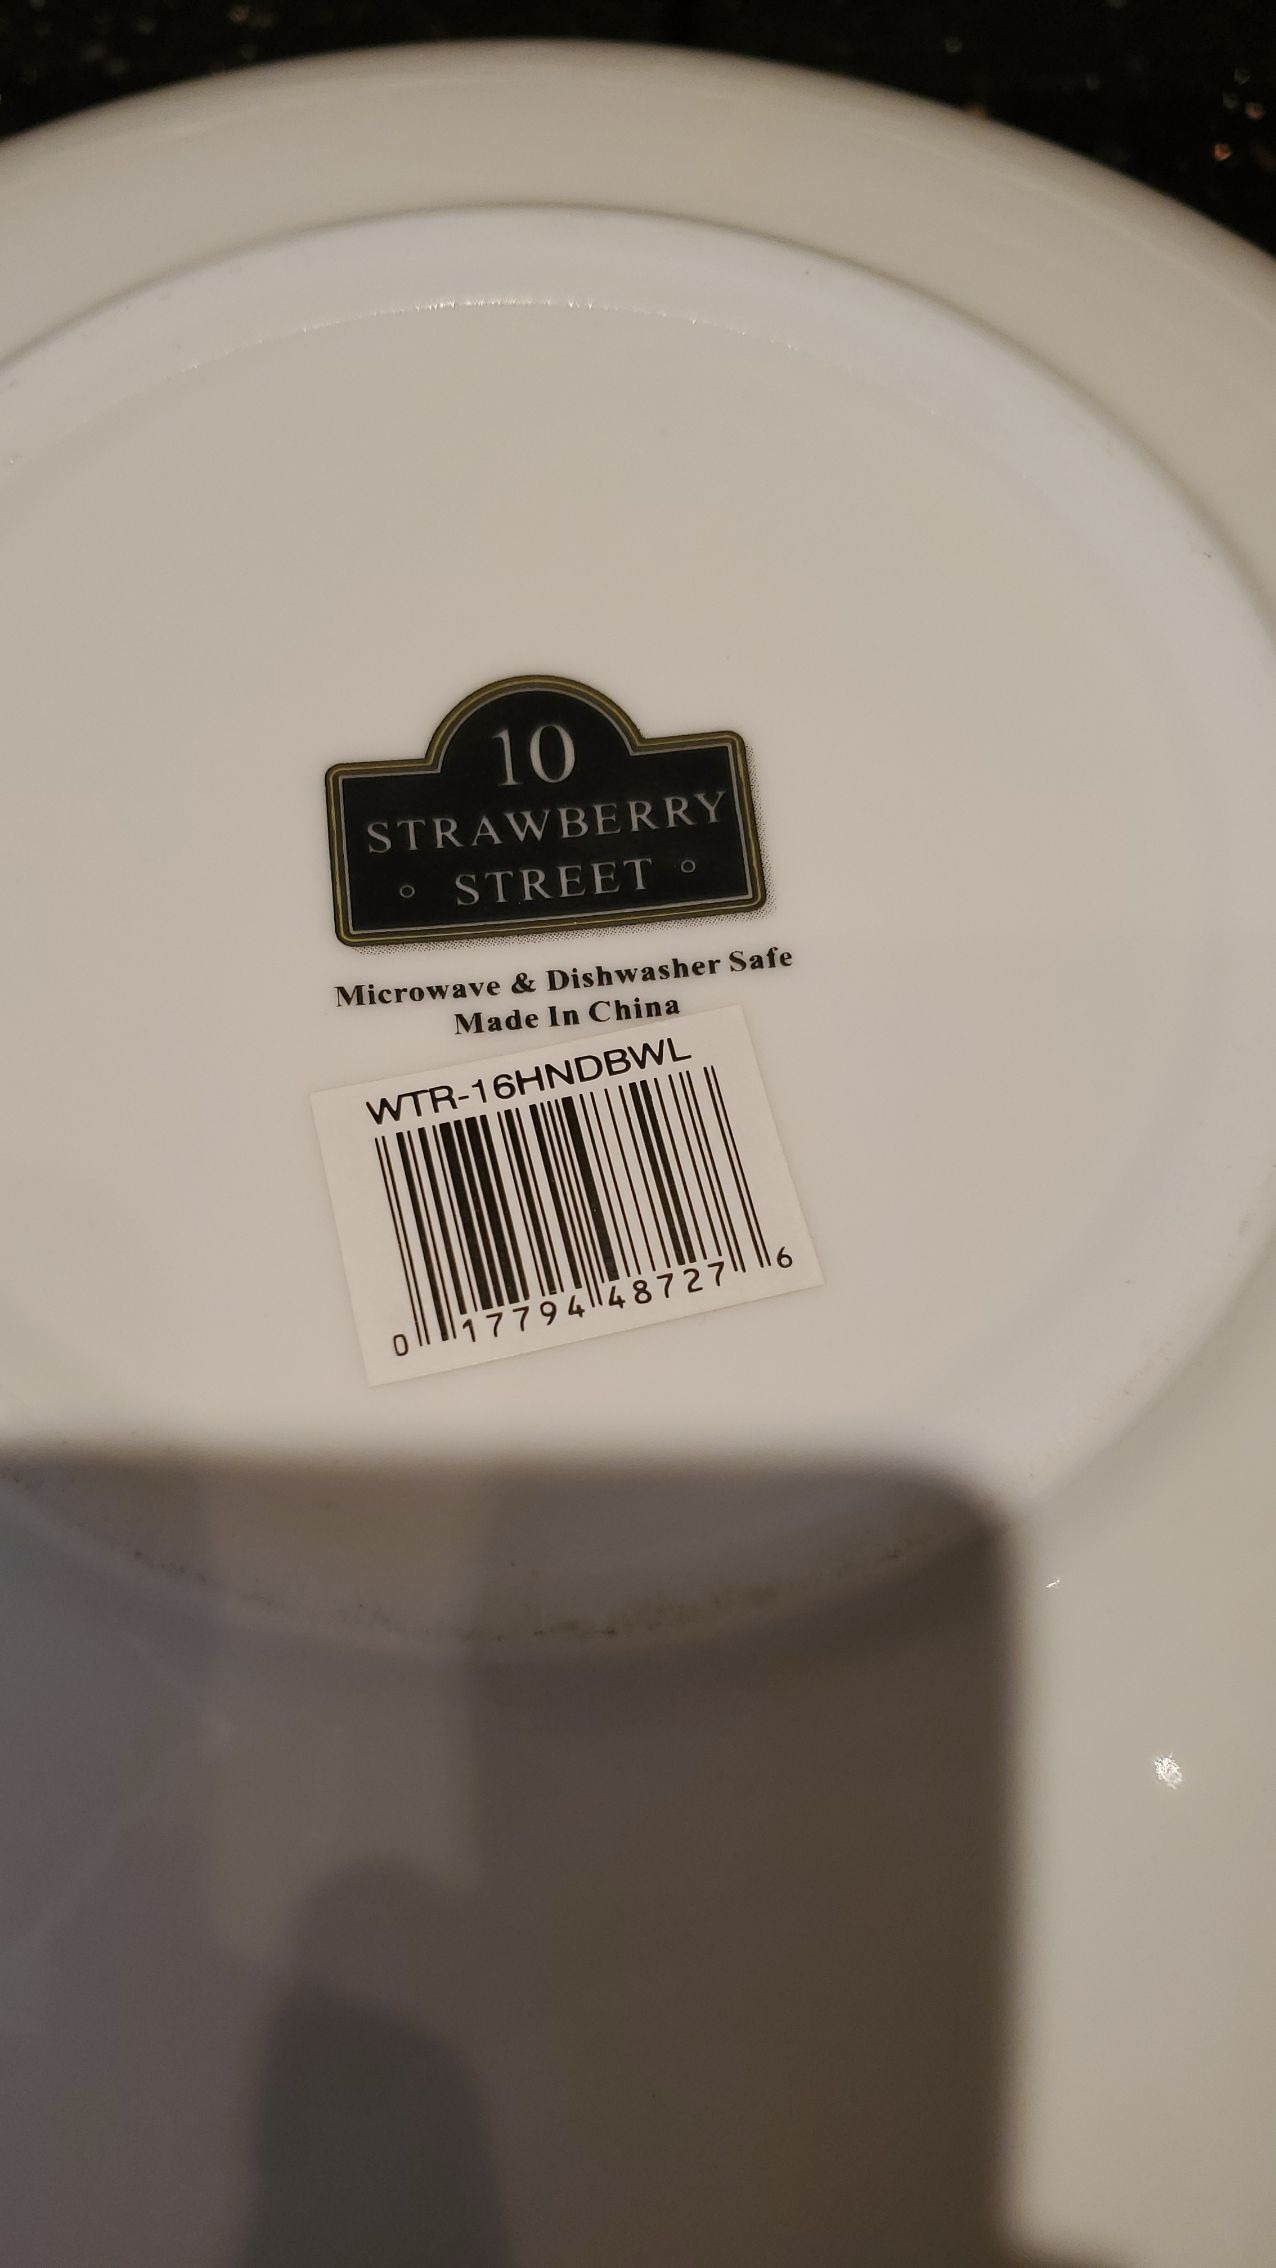 10
STRAWBERRY
STREET
Microwave & Dishwasher Safe
Made In China
WTR-16HNDBWL
0 17794 48727 6